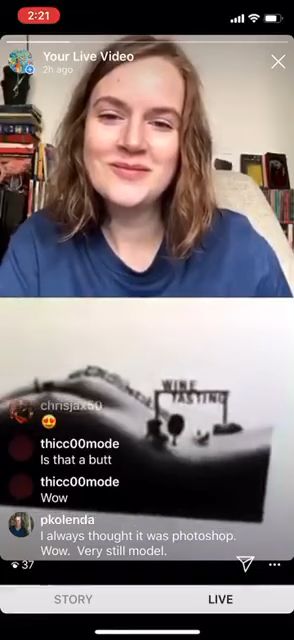 2:21
Your Live Video
2h ago
WINE
TASTING
chrisjax50
😍
thicc00mode
Is that a butt
thicc00mode
Wow
pkolenda
I always thought it was photoshop.
Wow. Very still model.
37
STORY
LIVE